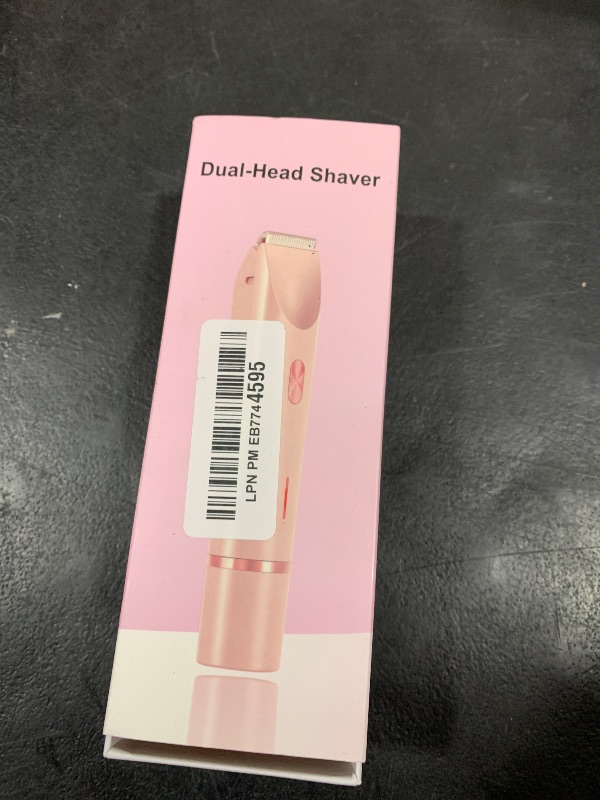 Dual-Head Shaver
LPN PM EB7744595